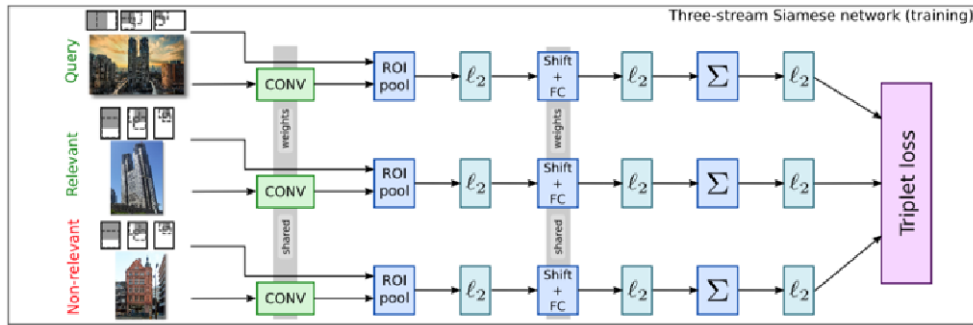 Three-stream Siamese network (training)
Query
CONV
ROI
pool
ℓ2
Shift
+
FC
ℓ2
Σ
ℓ2
weights
weights
Relevant
CONV
ROI
pool
ℓ2
Shift
+
FC
ℓ2
Σ
ℓ2
Triplet loss
shared
shared
Non-relevant
CONV
ROI
pool
ℓ2
Shift
+
FC
ℓ2
Σ
ℓ2